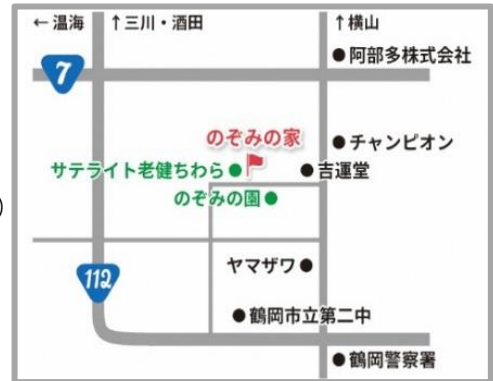 ←温海
↑三川・酒田
↑横山
●阿部多株式会社
7
のぞみの家
●チャンピオン
サテライト老健ちわら●
●吉運堂
のぞみの園●
)
ヤマザワ●
112
●鶴岡市立第二中
●鶴岡警察署